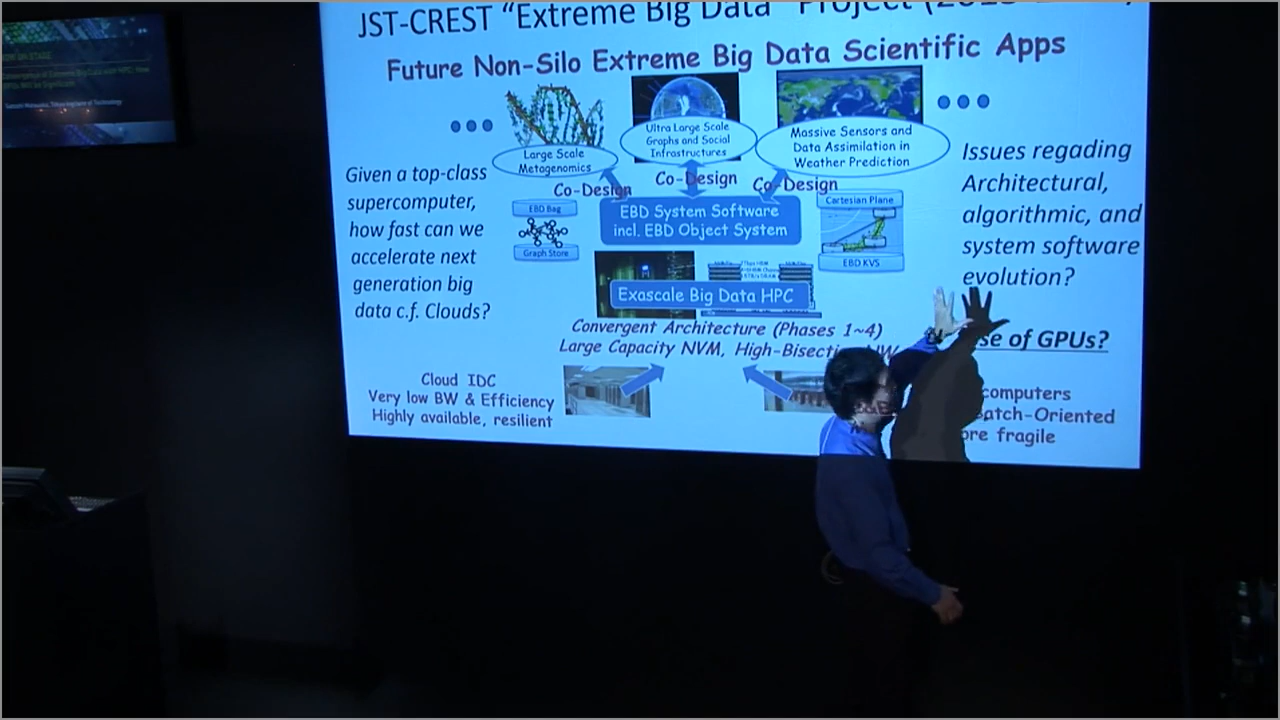 JST-CREST “Extreme Big Data” Project
Future Non-Silo Extreme Big Data Scientific Apps
Large Scale
Metagenomics
Ultra Large Scale
Graphs and Social
Infrastructures
Massive Sensors and
Data Assimilation in
Weather Prediction
Given a top-class
supercomputer,
how fast can we
accelerate next
generation big
data c.f. Clouds?
Issues regading
Architectural,
algorithmic, and
system software
evolution?
Co-Design
Co-Design
Co-Design
EBD Bag
Graph Store
EBD System Software
incl. EBD Object System
Cartesian Plane
EBD KVS
Exascale Big Data HPC
Convergent Architecture (Phases 1~4)
Large Capacity NVM, High-Bisection NW
of GPUs?
Cloud IDC
Very low BW & Efficiency
Highly available, resilient
computers
atch-Oriented
re fragile